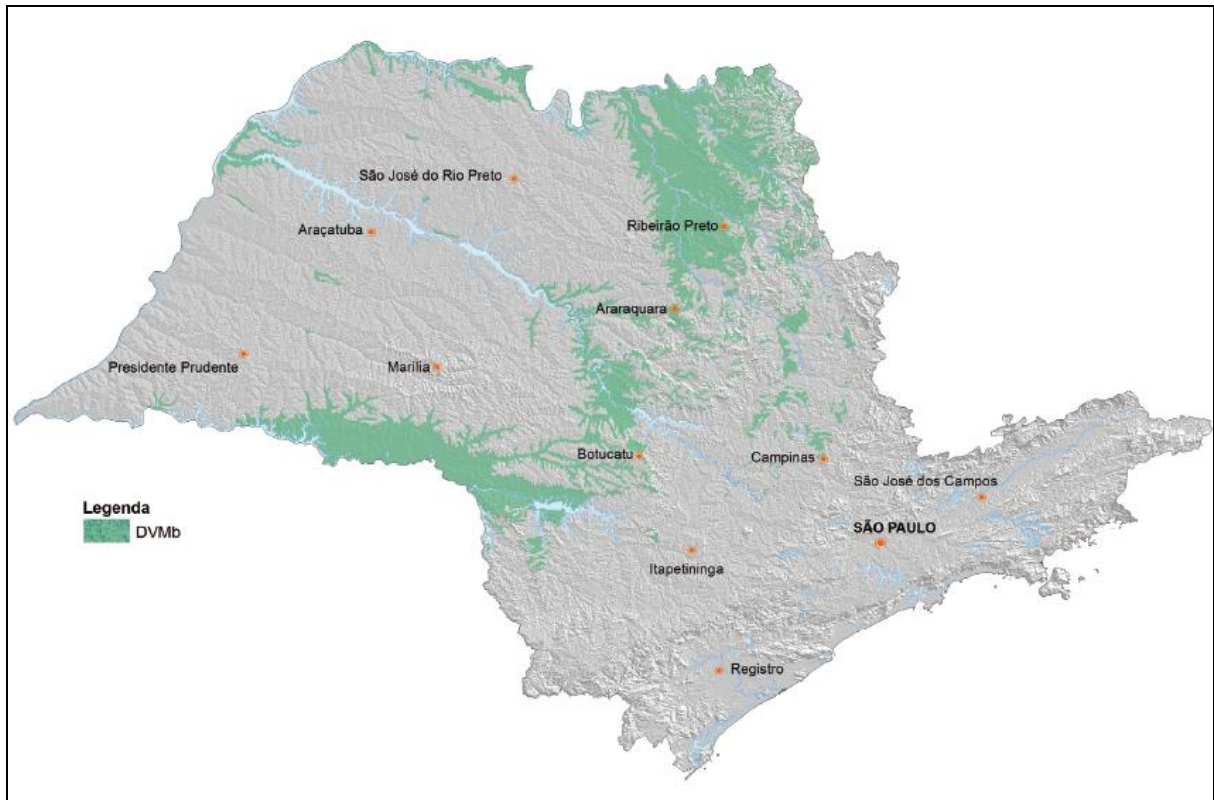 São José do Rio Preto
Araçatuba
Ribeirão Preto
Araraquara
Presidente Prudente
Marília
Botucatu
Campinas
São José dos Campos
Legenda
DVMb
SÃO PAULO
Itapetininga
Registro